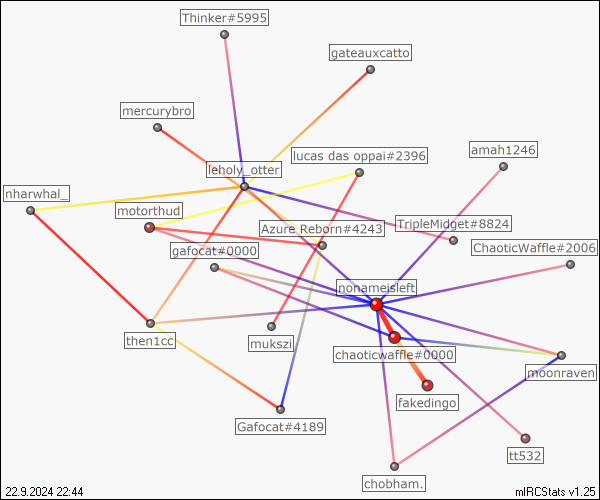 Thinker#5995
gateauxcatto
mercurybro
amah1246
lucas das oppai#2396
leholy_otter
nharwhal_
motorthud
TripleMidget#8824
Azure Reborn#4243
ChaoticWaffle#2006
gafocat#0000
nonameisleft
then1cc
mukszi
chaoticwaffle#0000
moonraven
fakedingo
Gafocat#4189
tt532
chobham.
22.9.2024 22:44
mIRCStats v1.25